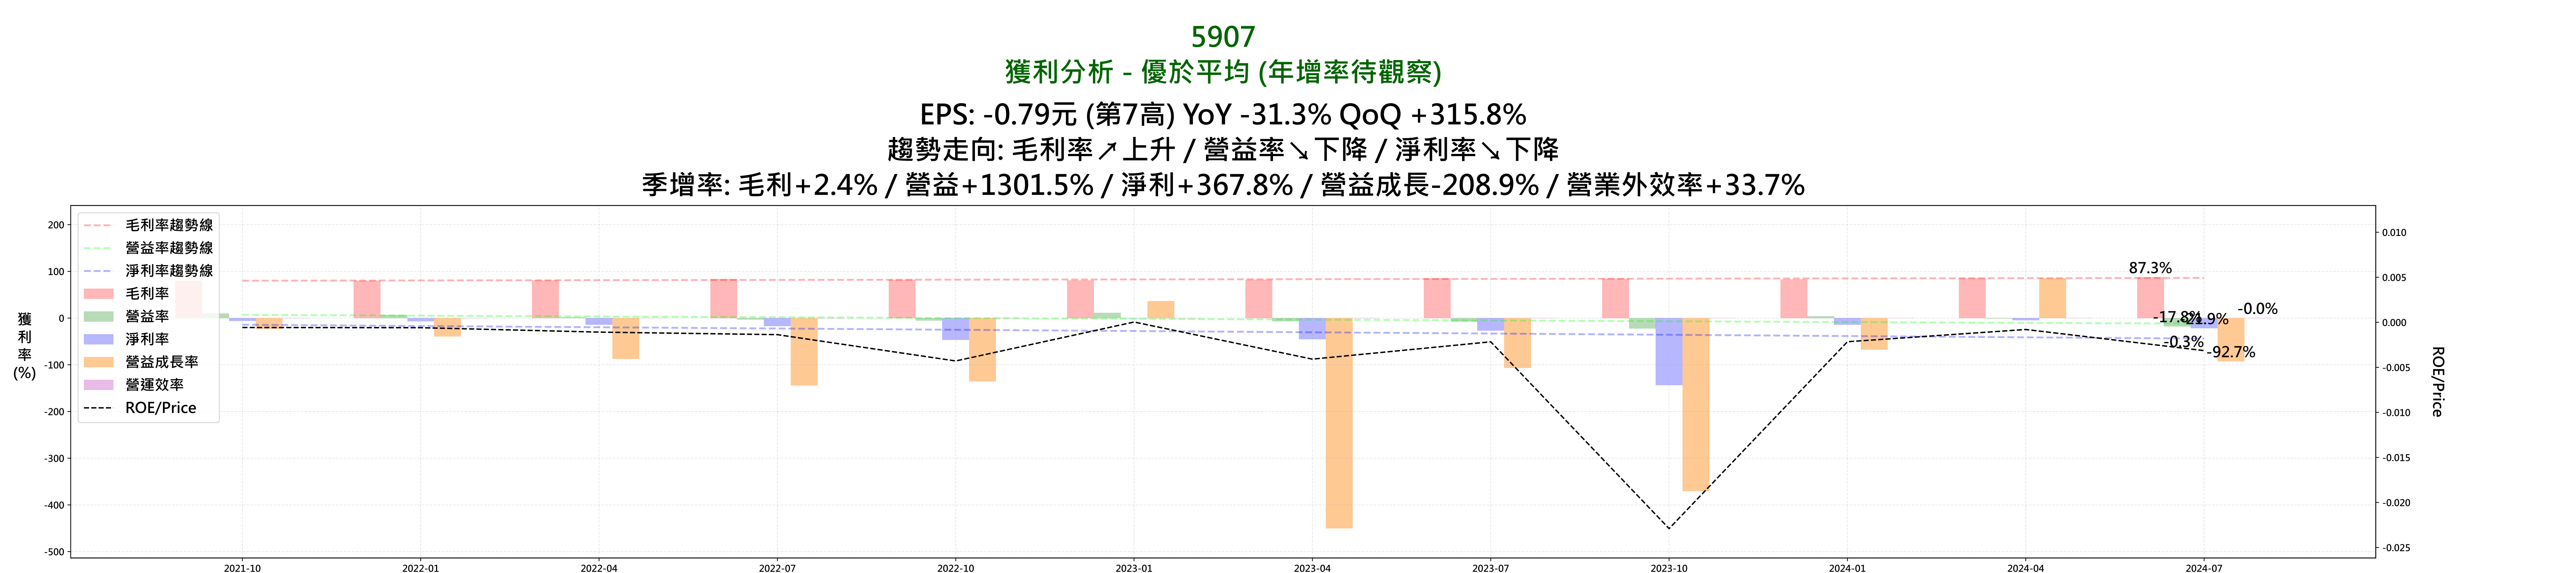 5907
獲利分析 - 優於平均 (年增率待觀察)
EPS: -0.79元 (第7高) YoY -31.3% QoQ +315.8%
趨勢走向: 毛利率↗上升 / 營益率↘下降 / 淨利率↘下降
季增率: 毛利+2.4% / 營益+1301.5% / 淨利+367.8% / 營益成長-208.9% / 營業外效率+33.7%
毛利率趨勢線
營益率趨勢線
淨利率趨勢線
毛利率
營益率
淨利率
營益成長率
營運效率
ROE/Price
獲利率(%)
200
100
0
-100
-200
-300
-400
-500
87.3%
-17.8%
-21.9%
-0.0%
-0.3%
-92.7%
0.010
0.005
0.000
-0.005
-0.010
-0.015
-0.020
-0.025
ROE/Price
2021-10
2022-01
2022-04
2022-07
2022-10
2023-01
2023-04
2023-07
2023-10
2024-01
2024-04
2024-07